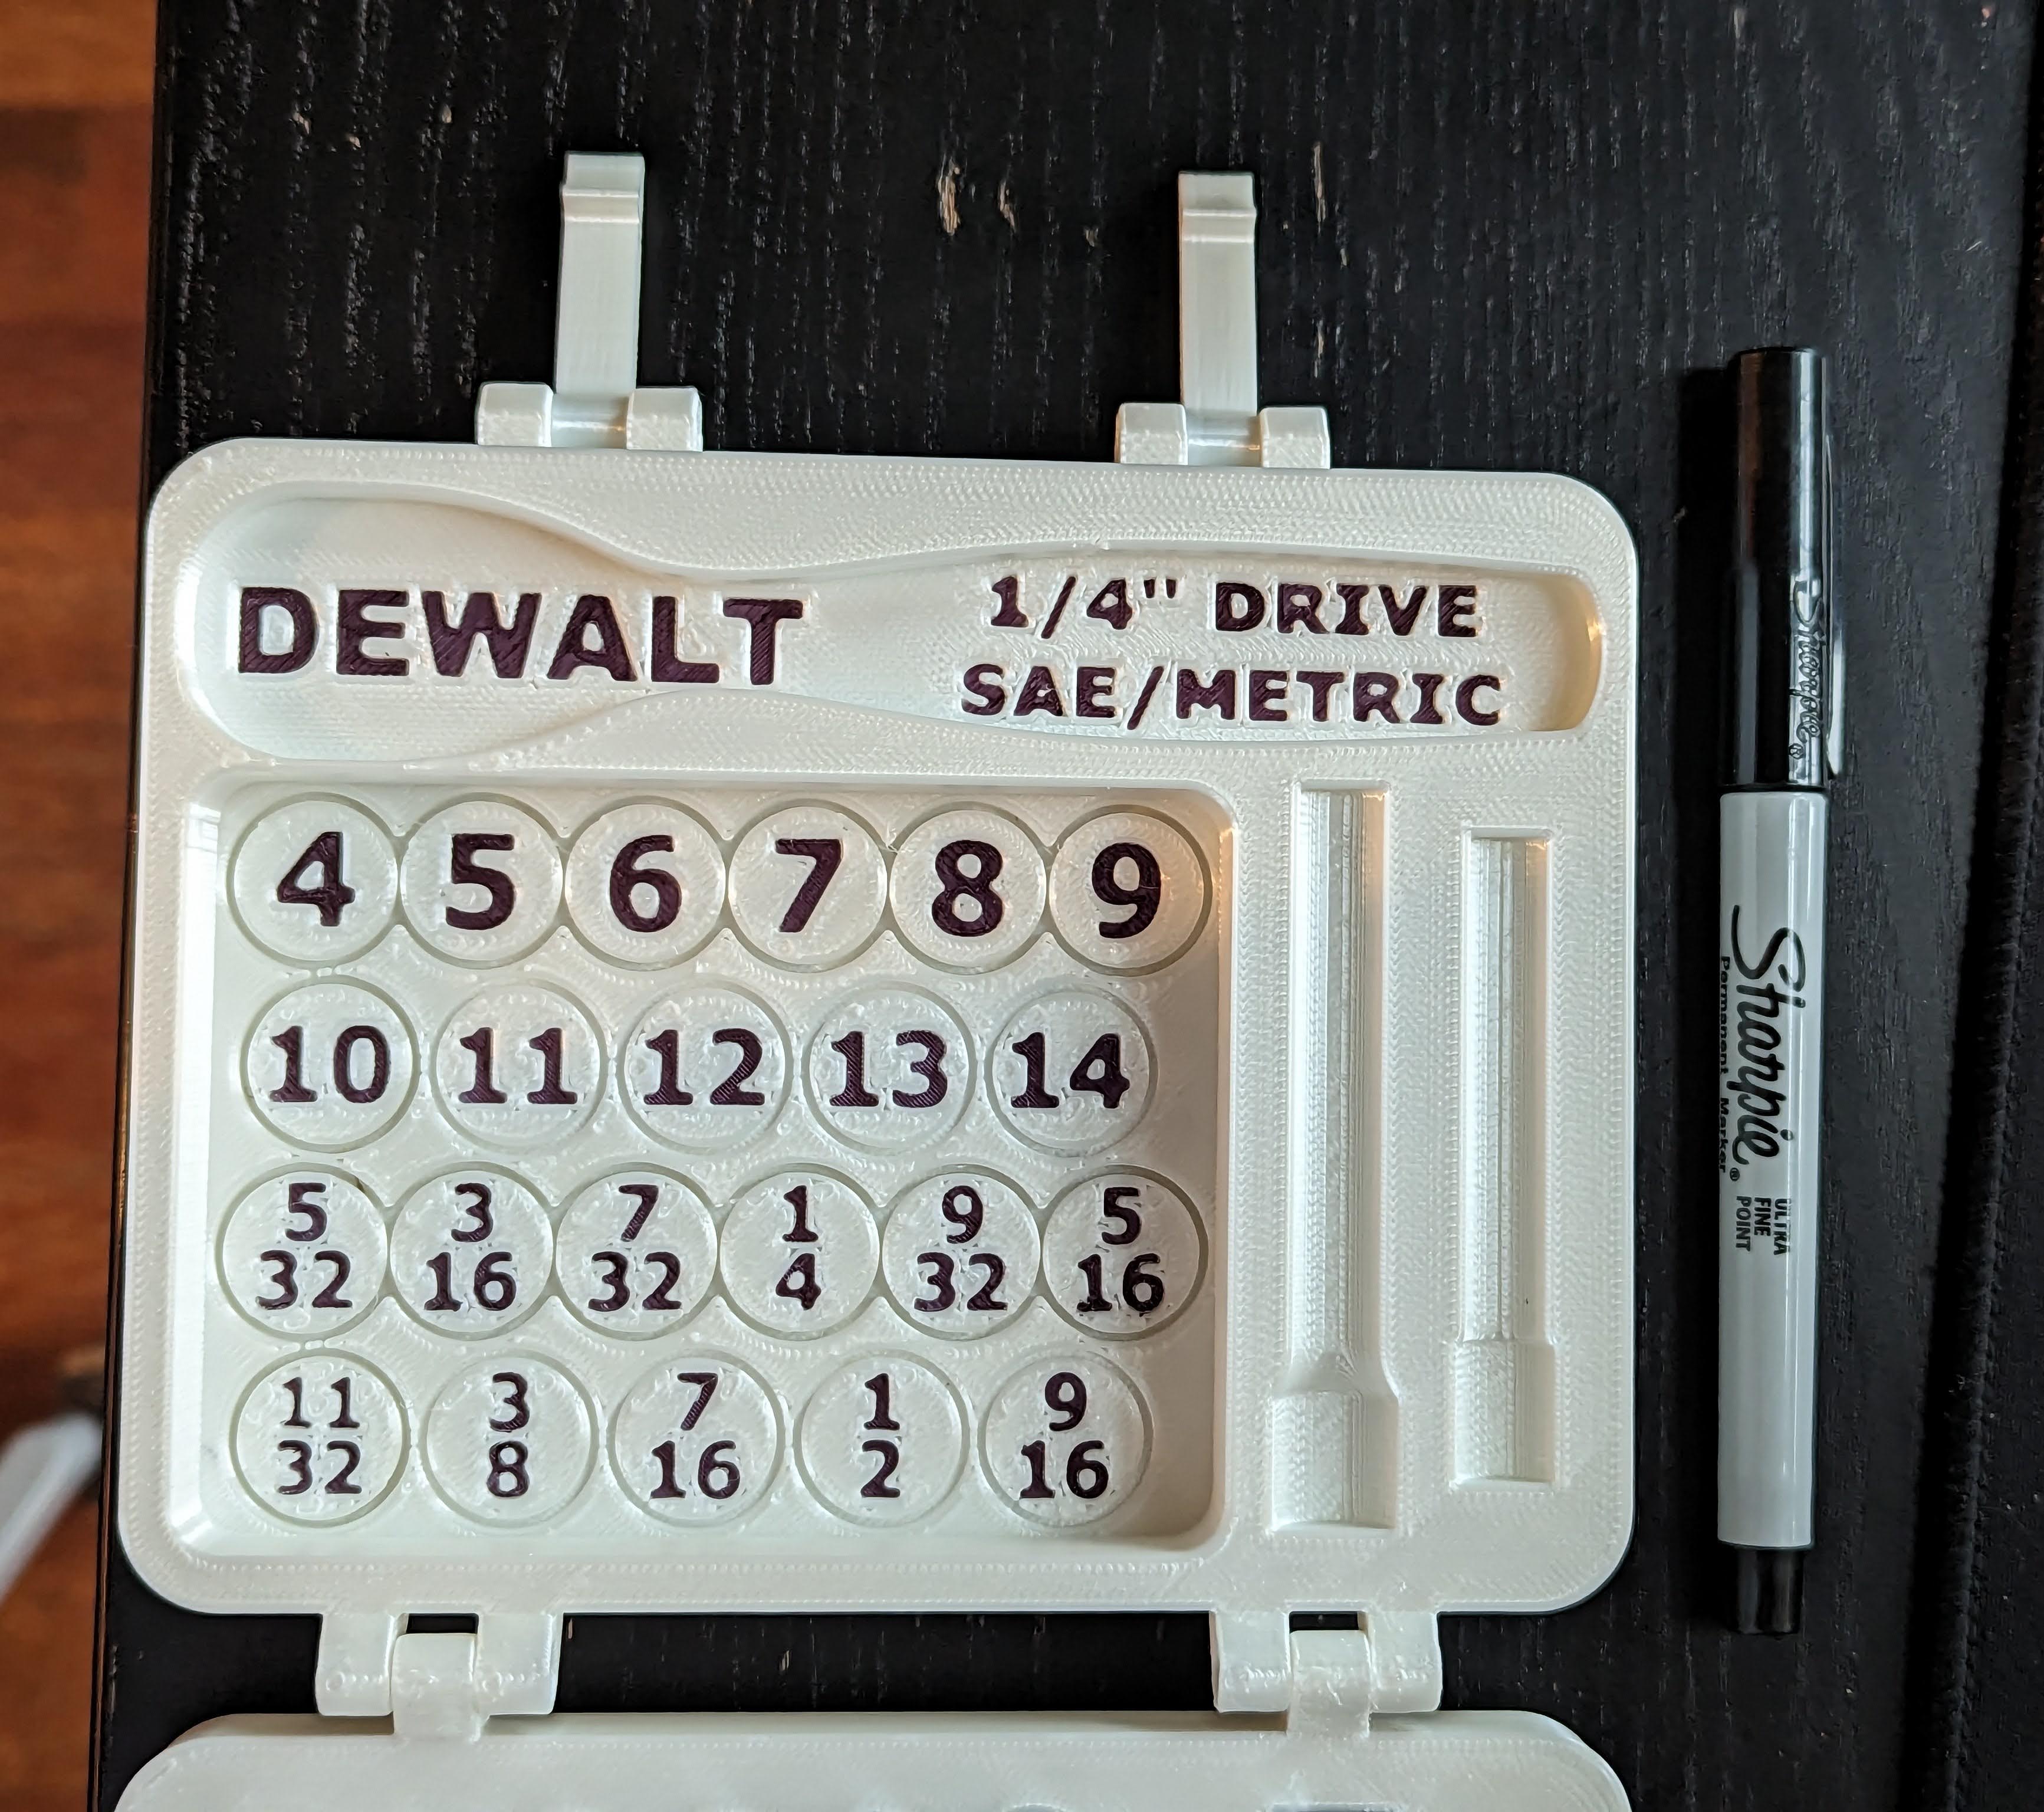 DEWALT
1/4" DRIVE
SAE/METRIC
4 5 6 7 8 9
10 11 12 13 14
5 3 7 1 9 5
32 16 32 4 32 16
11 3 7 1 9
32 8 16 2 16
Sharpie®
Sharpie®
Permanent Marker
ULTRA
FINE
POINT